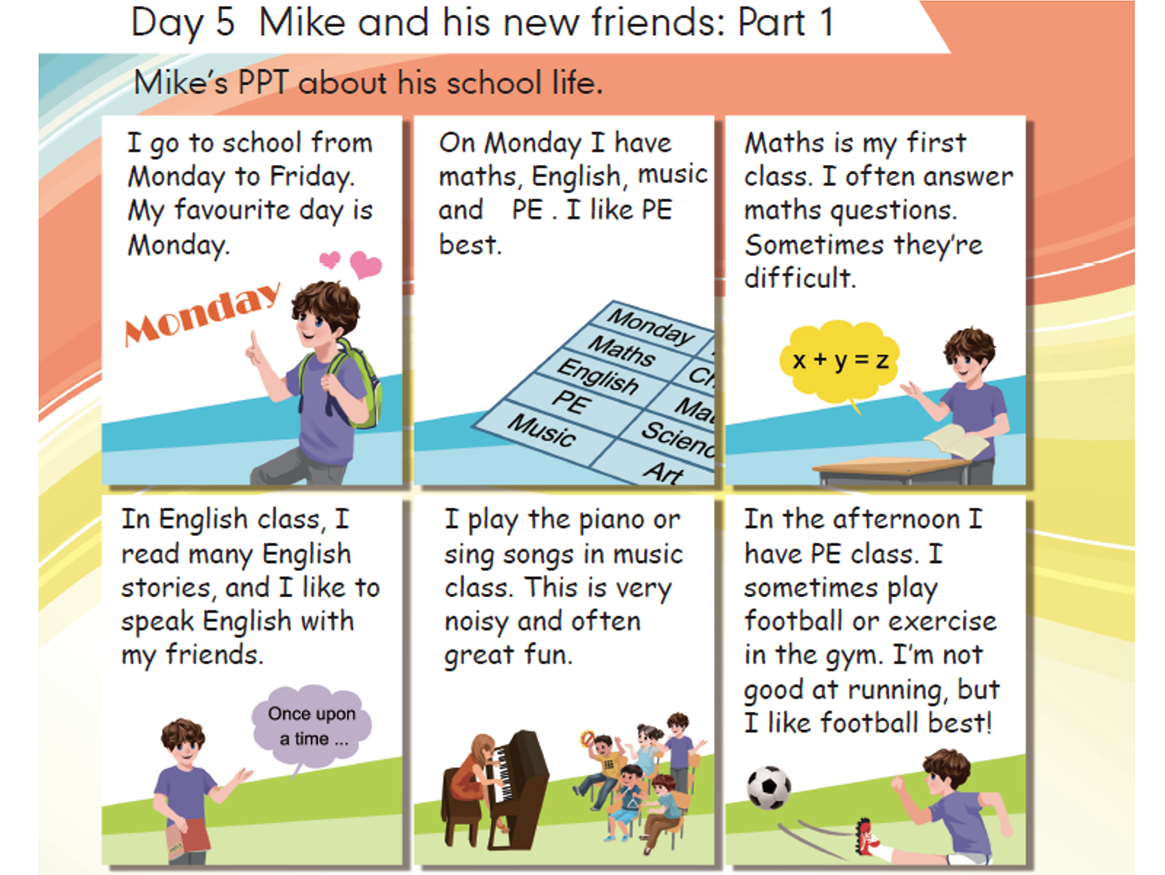 Day 5 Mike and his new friends: Part 1
Mike's PPT about his school life.
I go to school from
Monday to Friday.
My favourite day is
Monday.
Monday
On Monday I have
maths, English, music
and PE . I like PE
best.
Monday
Maths
Ch
English
Mat
PE
Scienc
Music
Art
Maths is my first
class. I often answer
maths questions.
Sometimes they're
difficult.
x + y = z
In English class, I
read many English
stories, and I like to
speak English with
my friends.
Once upon
a time ...
I play the piano or
sing songs in music
class. This is very
noisy and often
great fun.
In the afternoon I
have PE class. I
sometimes play
football or exercise
in the gym. I'm not
good at running, but
I like football best!